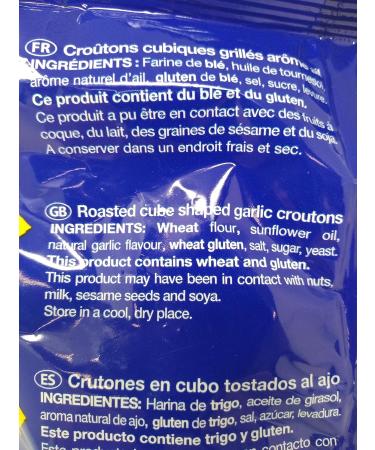 FR Croûtons cubiques grillés arôme ail
INGRÉDIENTS : Farine de blé, huile de tournesol,
arôme naturel d'ail, gluten de blé, sel, sucre, levure.
Ce produit contient du blé et du gluten.
Ce produit a pu être en contact avec des fruits à
coque, du lait, des graines de sésame et du soja.
A conserver dans un endroit frais et sec.
GB Roasted cube shaped garlic croutons
INGREDIENTS: Wheat flour, sunflower oil,
natural garlic flavour, wheat gluten, salt, sugar, yeast.
This product contains wheat and gluten.
This product may have been in contact with nuts,
milk, sesame seeds and soya.
Store in a cool, dry place.
ES Crutones en cubo tostados al ajo
INGREDIENTES: Harina de trigo, aceite de girasol,
aroma natural de ajo, gluten de trigo, sal, azúcar, levadura.
Este producto contiene trigo y gluten.
contacto con